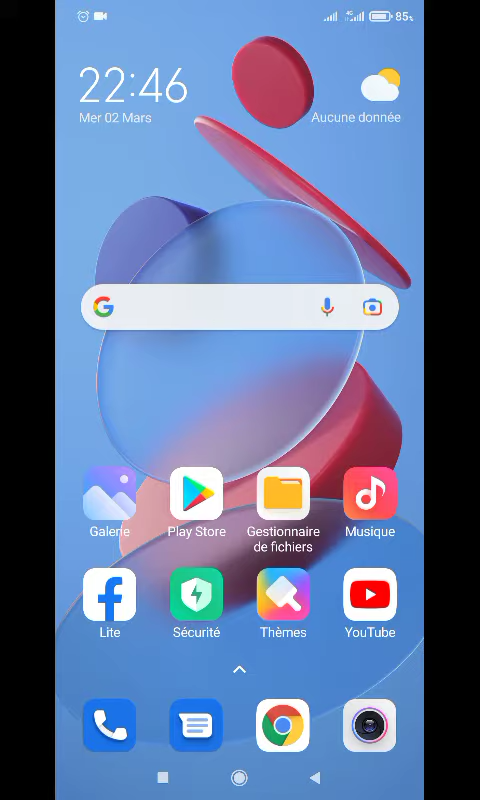 4G 85%
22:46
Mer 02 Mars
Aucune donnée
Galerie
Play Store
Gestionnaire
de fichiers
Musique
Lite
Sécurité
Thèmes
YouTube